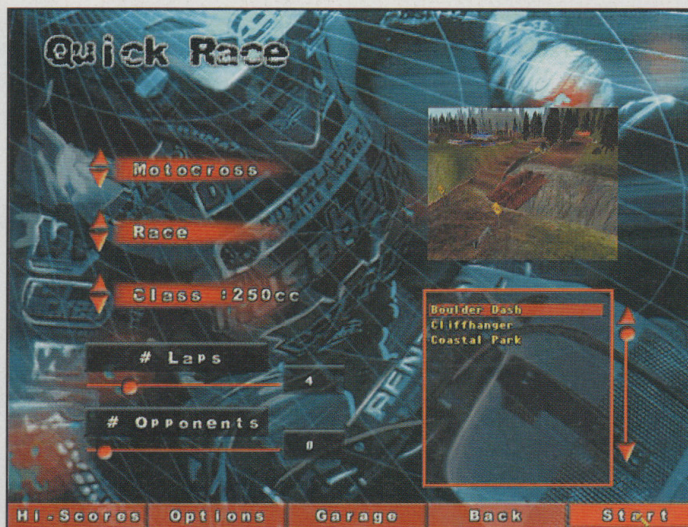 Quick Race
Motocross
Race
Class :250cc
# Laps
4
# Opponents
0
Boulder Dash
Cliffhanger
Coastal Park
Hi-Scores
Options
Garage
Back
Start